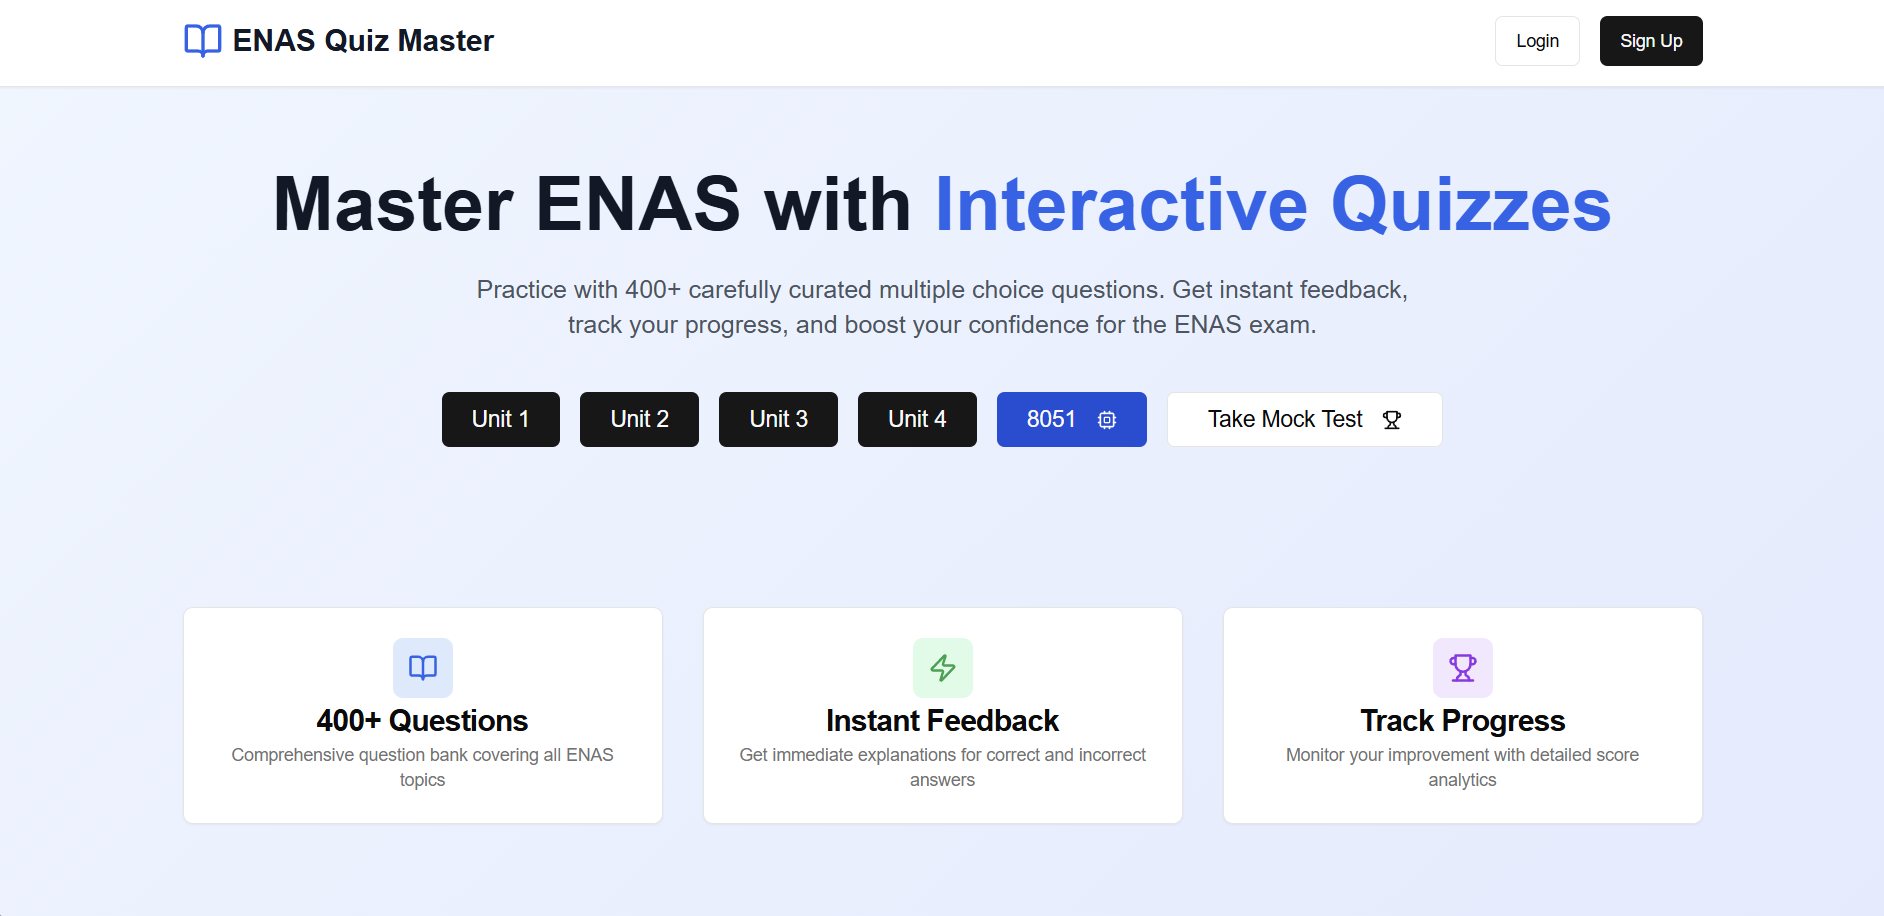 ENAS Quiz Master
Login
Sign Up
Master ENAS with Interactive Quizzes
Practice with 400+ carefully curated multiple choice questions. Get instant feedback,
track your progress, and boost your confidence for the ENAS exam.
Unit 1
Unit 2
Unit 3
Unit 4
8051
Take Mock Test
400+ Questions
Comprehensive question bank covering all ENAS
topics
Instant Feedback
Get immediate explanations for correct and incorrect
answers
Track Progress
Monitor your improvement with detailed score
analytics